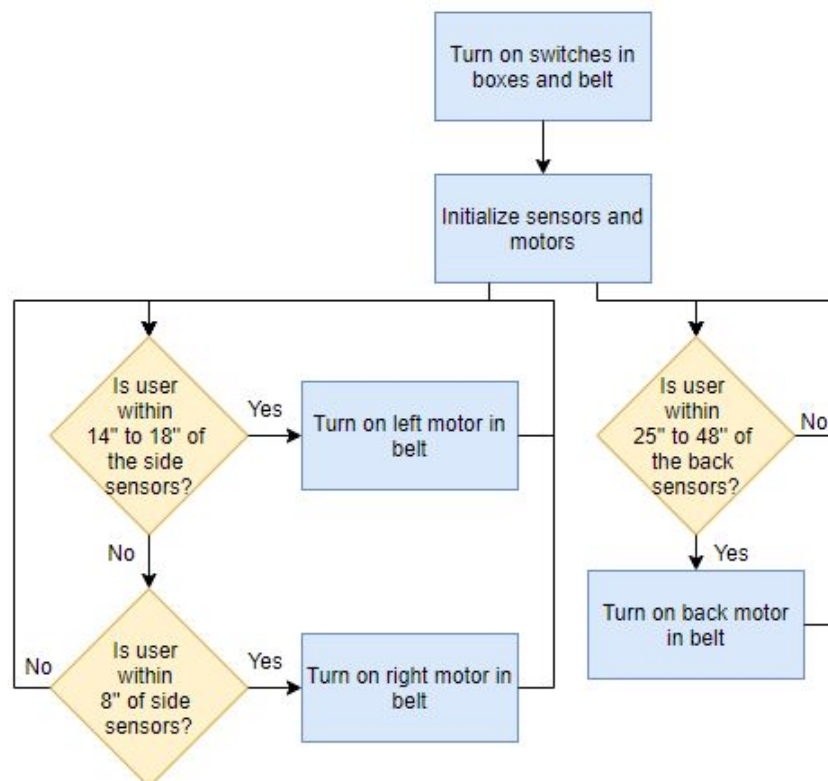 Turn on switches in
boxes and belt
Initialize sensors and
motors
Is user
within
14" to 18" of
the side
sensors?
Yes
Turn on left motor in
belt
Is user
within
25" to 48" of
the back
sensors?
No
No
Yes
Turn on back motor
in belt
Is user
within
8" of side
sensors?
No
Yes
Turn on right motor in
belt